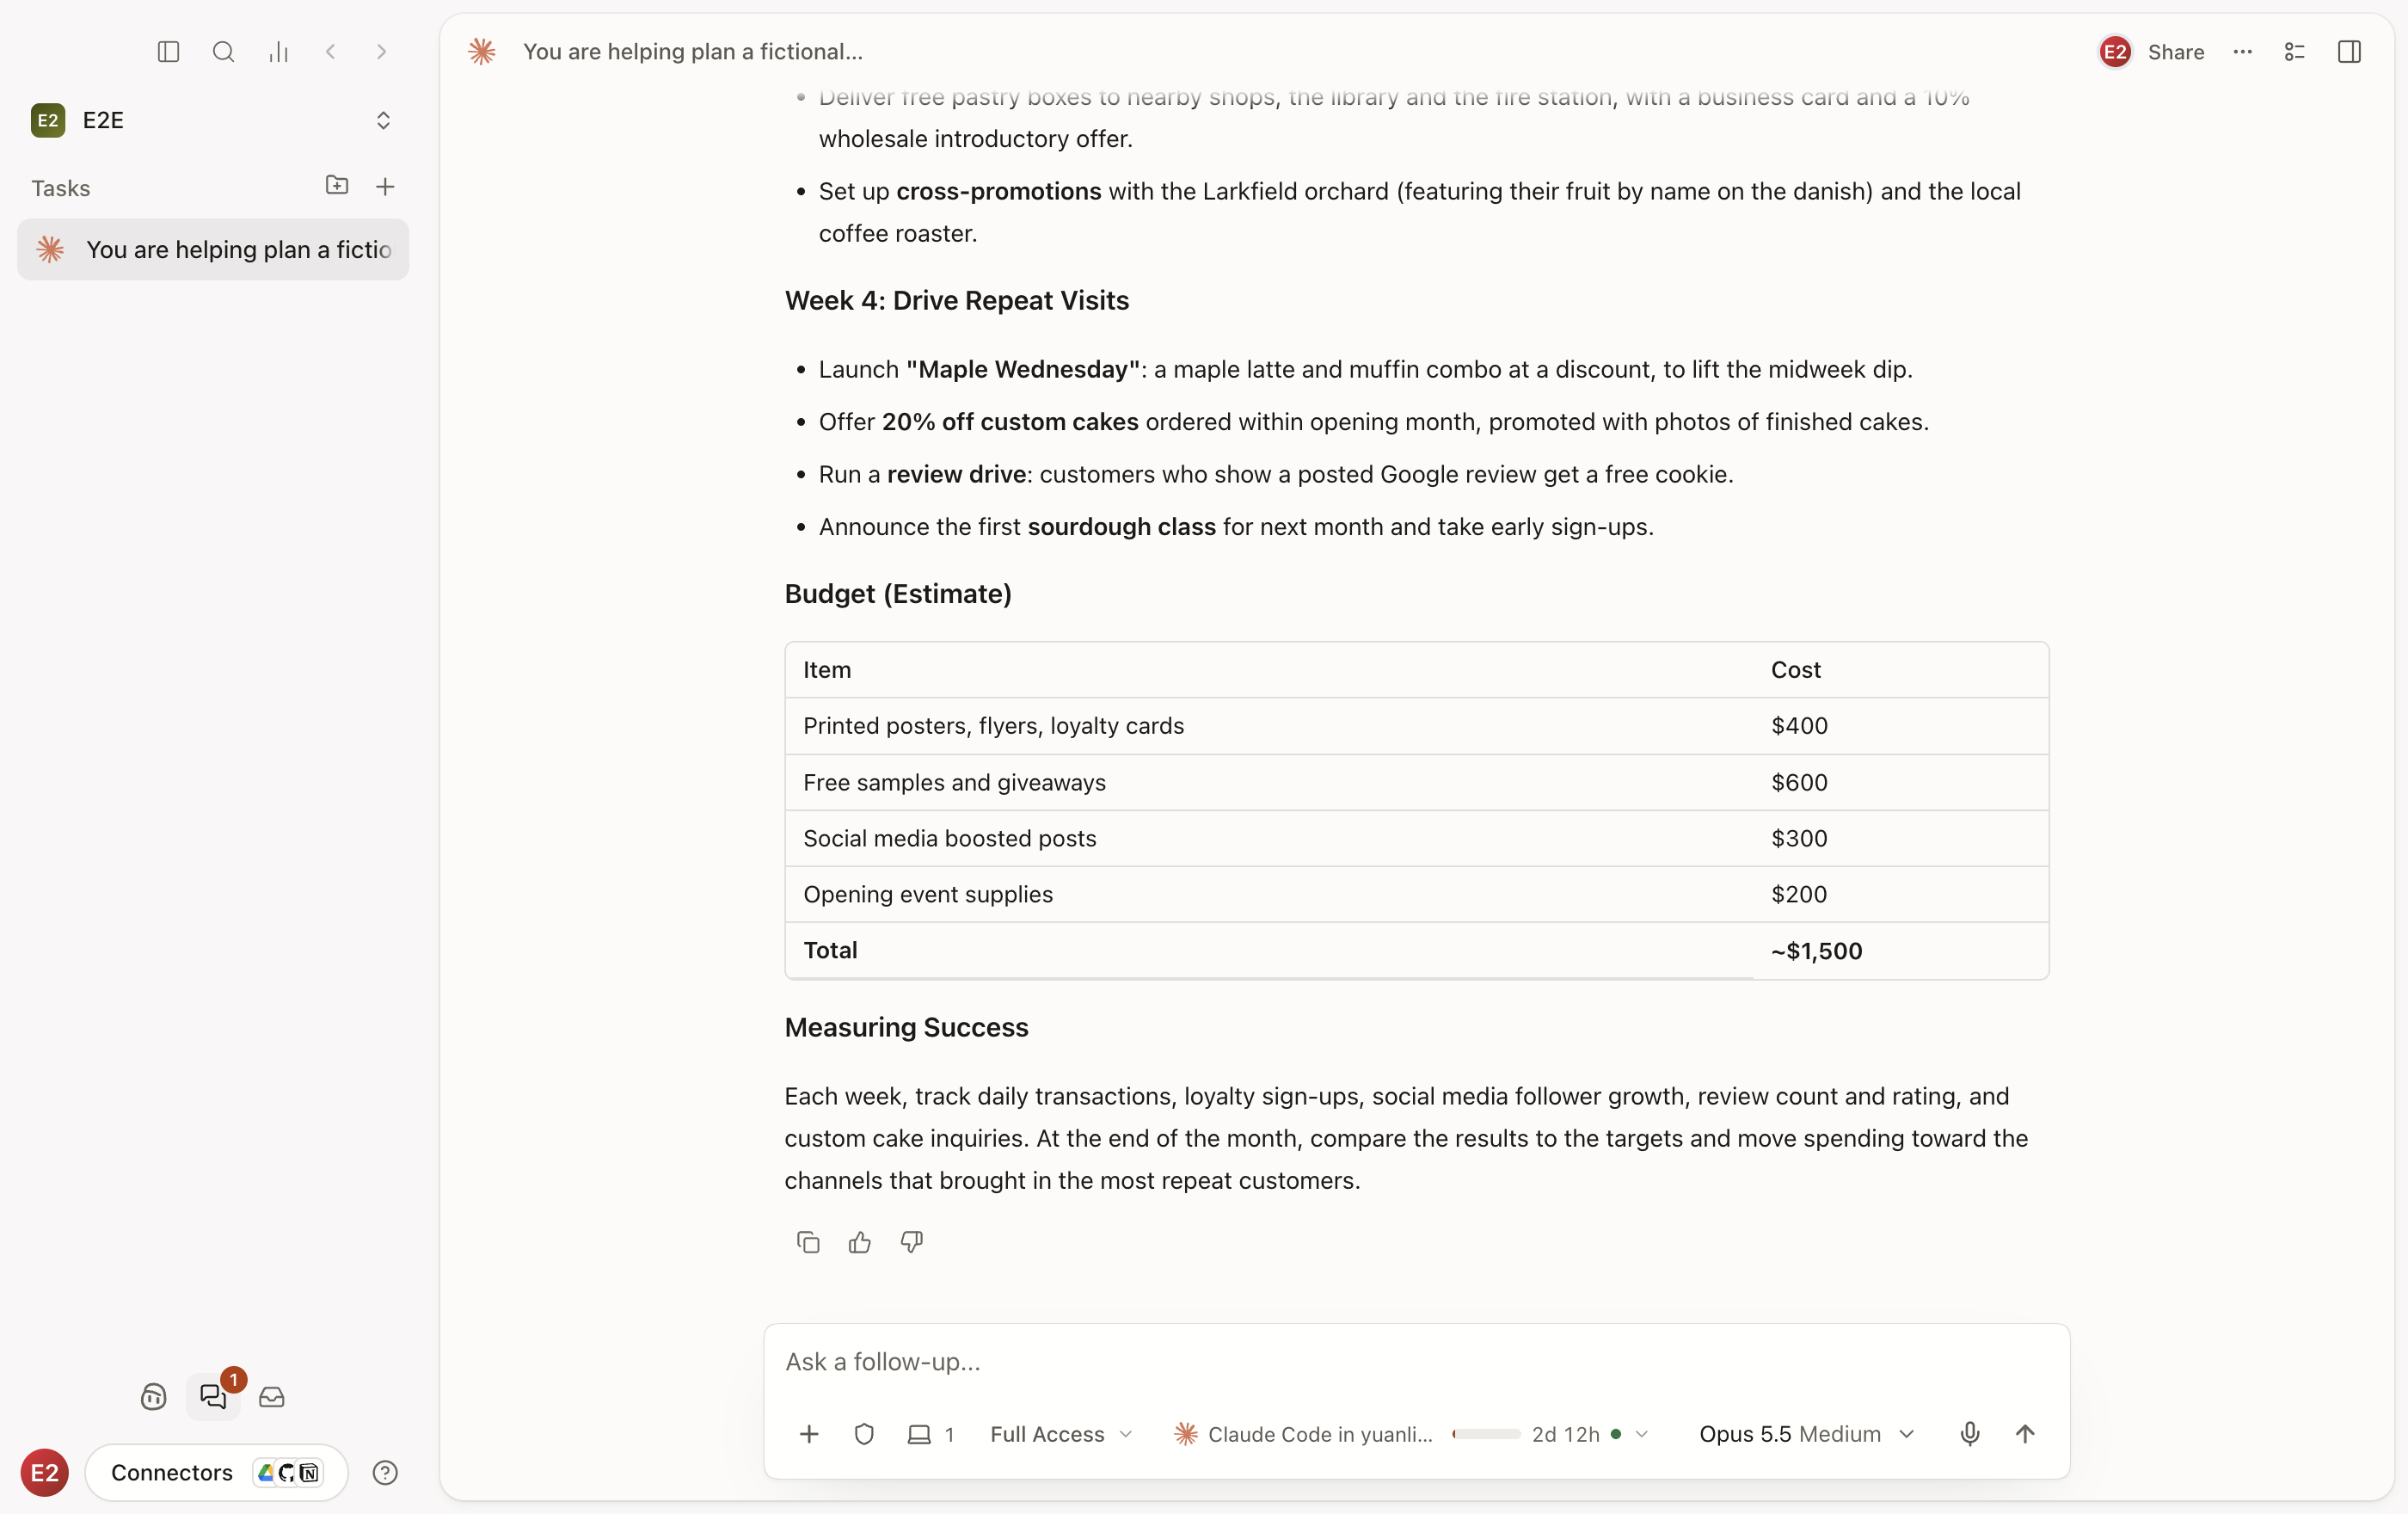 You are helping plan a fictional...
E2 Share
E2 E2E
Tasks
You are helping plan a fictio
Deliver free pastry boxes to nearby shops, the library and the fire station, with a business card and a 10%
wholesale introductory offer.
Set up cross-promotions with the Larkfield orchard (featuring their fruit by name on the danish) and the local
coffee roaster.
Week 4: Drive Repeat Visits
Launch "Maple Wednesday": a maple latte and muffin combo at a discount, to lift the midweek dip.
Offer 20% off custom cakes ordered within opening month, promoted with photos of finished cakes.
Run a review drive: customers who show a posted Google review get a free cookie.
Announce the first sourdough class for next month and take early sign-ups.
Budget (Estimate)
Item Cost
Printed posters, flyers, loyalty cards $400
Free samples and giveaways $600
Social media boosted posts $300
Opening event supplies $200
Total ~$1,500
Measuring Success
Each week, track daily transactions, loyalty sign-ups, social media follower growth, review count and rating, and
custom cake inquiries. At the end of the month, compare the results to the targets and move spending toward the
channels that brought in the most repeat customers.
Ask a follow-up...
1 Full Access Claude Code in yuanli... 2d 12h Opus 5.5 Medium
1
E2 Connectors